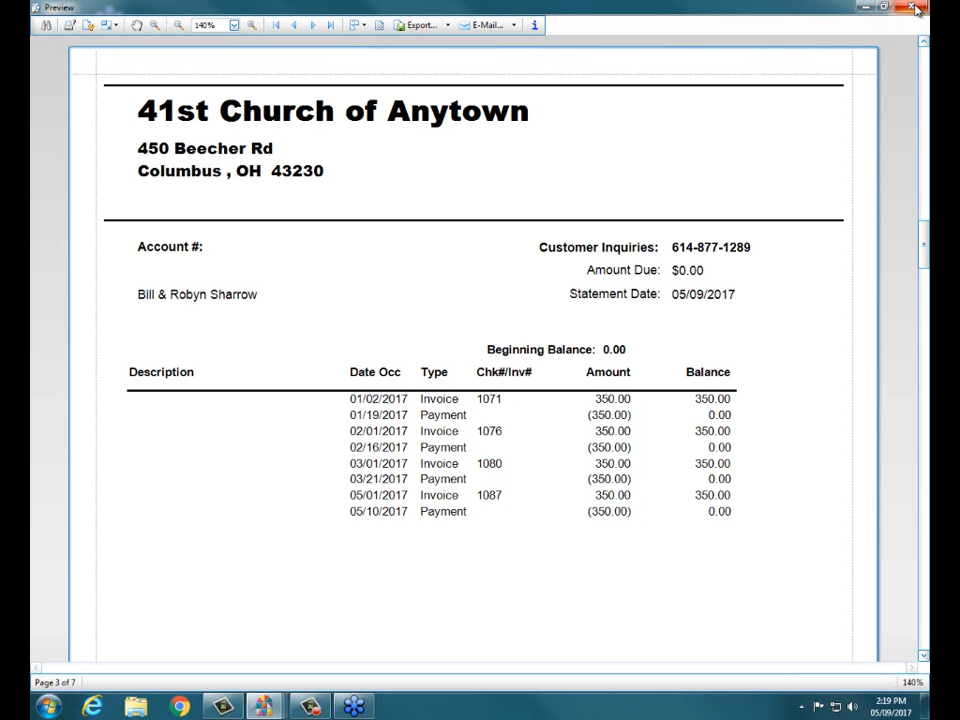 Preview
140%
Export...
E-Mail...
41st Church of Anytown
450 Beecher Rd
Columbus , OH 43230
Account #:
Customer Inquiries: 614-877-1289
Amount Due: $0.00
Bill & Robyn Sharrow
Statement Date: 05/09/2017
Beginning Balance: 0.00
Description Date Occ Type Chk#/Inv# Amount Balance
01/02/2017 Invoice 1071 350.00 350.00
01/19/2017 Payment (350.00) 0.00
02/01/2017 Invoice 1076 350.00 350.00
02/16/2017 Payment (350.00) 0.00
03/01/2017 Invoice 1080 350.00 350.00
03/21/2017 Payment (350.00) 0.00
05/01/2017 Invoice 1087 350.00 350.00
05/10/2017 Payment (350.00) 0.00
Page 3 of 7
140%
2:19 PM
05/09/2017